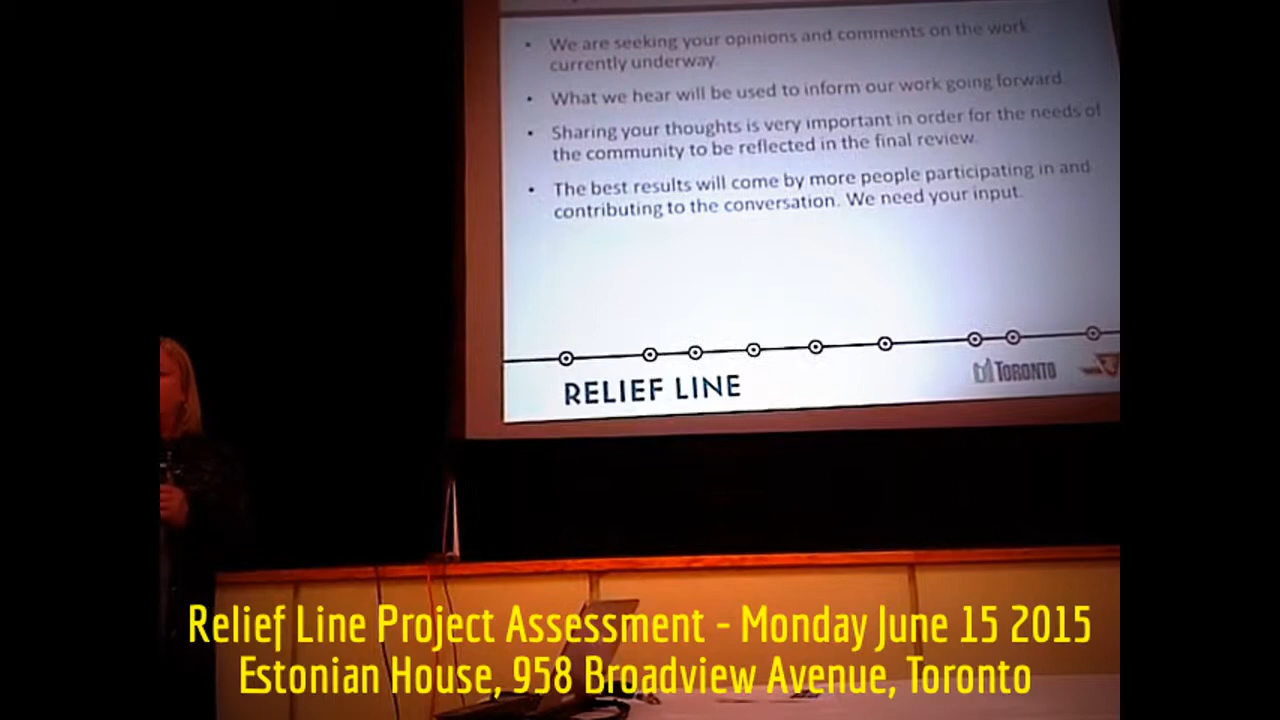 • We are seeking your opinions and comments on the work
currently underway.
• What we hear will be used to inform our work going forward.
• Sharing your thoughts is very important in order for the needs of
the community to be reflected in the final review.
• The best results will come by more people participating in and
contributing to the conversation. We need your input.
RELIEF LINE
TORONTO
Relief Line Project Assessment - Monday June 15 2015
Estonian House, 958 Broadview Avenue, Toronto